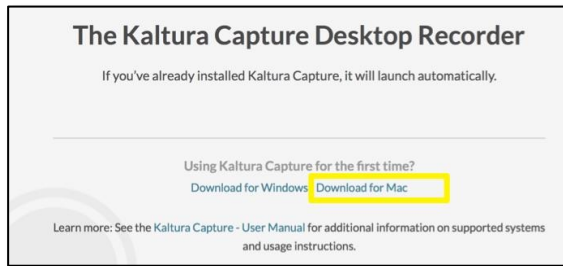 The Kaltura Capture Desktop Recorder
If you've already installed Kaltura Capture, it will launch automatically.
Using Kaltura Capture for the first time?
Download for Windows Download for Mac
Learn more: See the Kaltura Capture - User Manual for additional information on supported systems
and usage instructions.